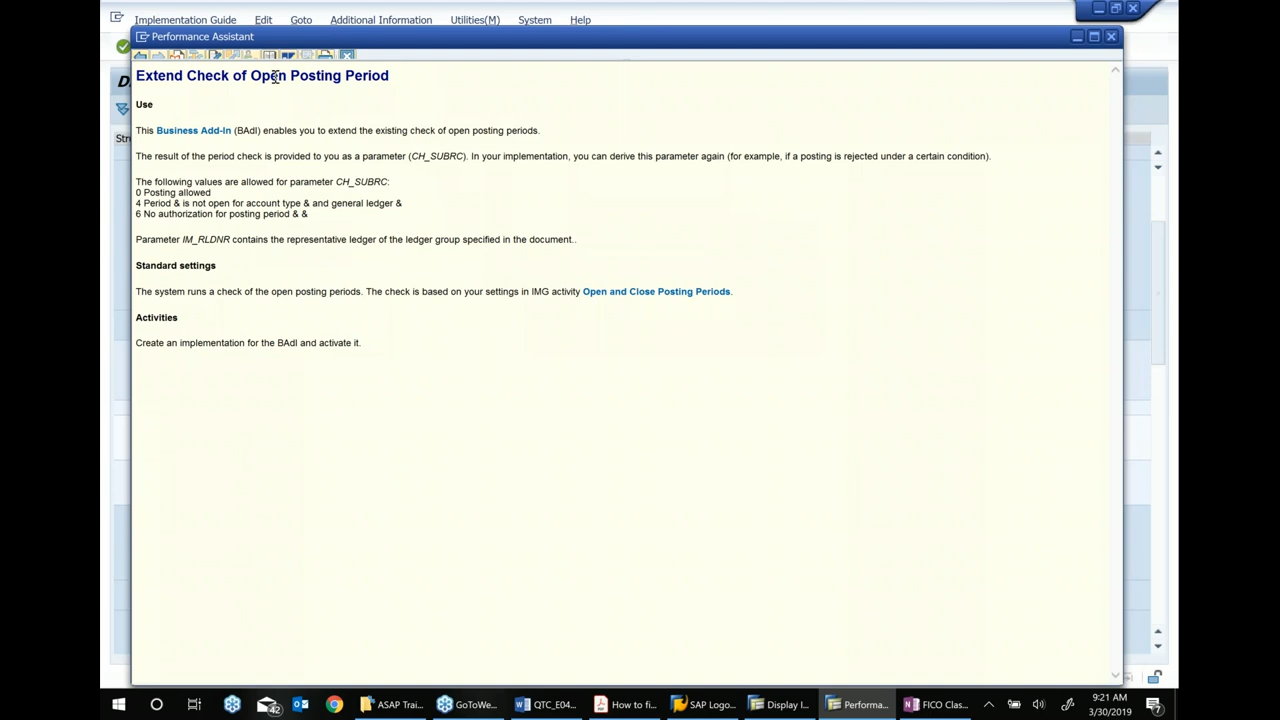 Implementation Guide Edit Goto Additional Information Utilities(M) System Help
Performance Assistant
Extend Check of Open Posting Period
Use
This Business Add-In (BAdI) enables you to extend the existing check of open posting periods.
The result of the period check is provided to you as a parameter (CH_SUBRC). In your implementation, you can derive this parameter again (for example, if a posting is rejected under a certain condition).
The following values are allowed for parameter CH_SUBRC:
0 Posting allowed
4 Period & is not open for account type & and general ledger &
6 No authorization for posting period & &
Parameter IM_RLDNR contains the representative ledger of the ledger group specified in the document..
Standard settings
The system runs a check of the open posting periods. The check is based on your settings in IMG activity Open and Close Posting Periods.
Activities
Create an implementation for the BAdI and activate it.
42 ASAP Trai... GoToWe... QTC_E04... How to fi... SAP Logo... Display I... Performa... FICO Clas... 9:21 AM
3/30/2019 7